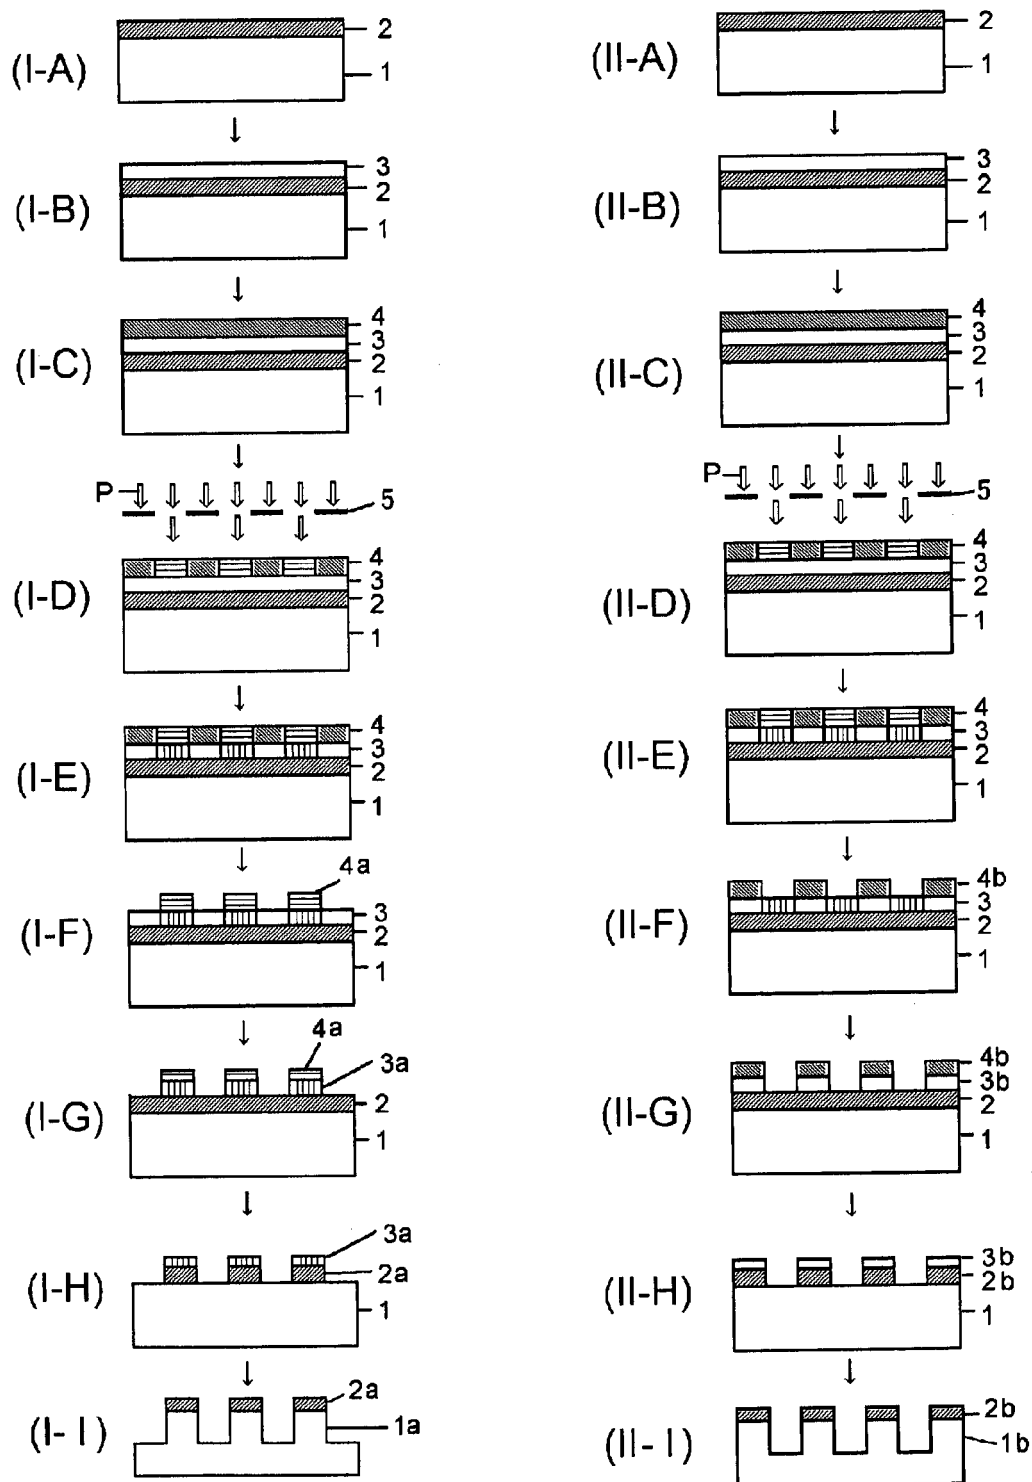 (I-A)
2
1
(I-B)
3
2
1
(I-C)
4
3
2
1
P
5
(I-D)
4
3
2
1
(I-E)
4
3
2
1
(I-F)
4a
3
2
1
(I-G)
4a
3a
2
1
(I-H)
3a
2a
1
(I-I)
2a
1a
(II-A)
2
1
(II-B)
3
2
1
(II-C)
4
3
2
1
P
5
(II-D)
4
3
2
1
(II-E)
4
3
2
1
(II-F)
4b
3
2
1
(II-G)
4b
3b
2
1
(II-H)
3b
2b
1
(II-I)
2b
1b